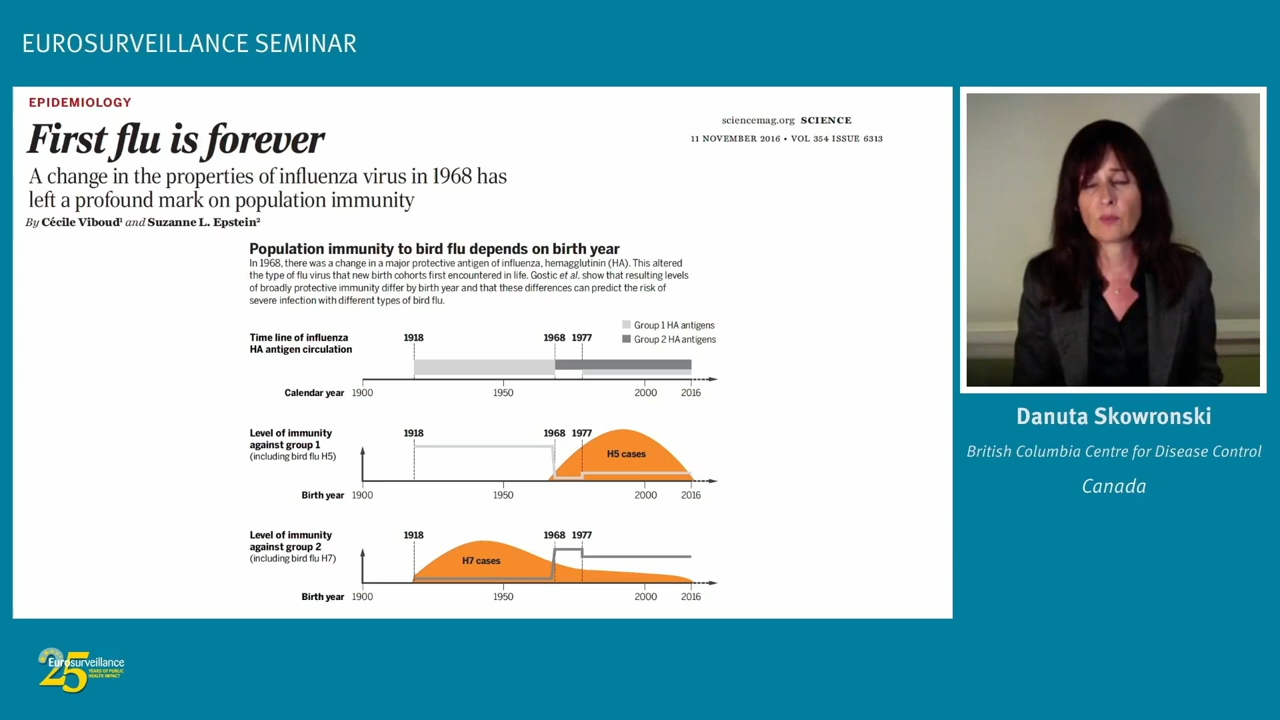 EUROSURVEILLANCE SEMINAR
EPIDEMIOLOGY
First flu is forever
A change in the properties of influenza virus in 1968 has
left a profound mark on population immunity
By Cécile Viboud¹ and Suzanne L. Epstein²
sciencemag.org SCIENCE
11 NOVEMBER 2016 • VOL 354 ISSUE 6313
Population immunity to bird flu depends on birth year
In 1968, there was a change in a major protective antigen of influenza, hemagglutinin (HA). This altered
the type of flu virus that new birth cohorts first encountered in life. Gostic et al. show that resulting levels
of broadly protective immunity differ by birth year and that these differences can predict the risk of
severe infection with different types of bird flu.
Group 1 HA antigens
Group 2 HA antigens
Time line of influenza
HA antigen circulation
1918 1968 1977
Calendar year 1900 1950 2000 2016
Level of immunity
against group 1
(including bird flu H5)
1918 1968 1977
H5 cases
Birth year 1900 1950 2000 2016
Level of immunity
against group 2
(including bird flu H7)
1918 1968 1977
H7 cases
Birth year 1900 1950 2000 2016
Danuta Skowronski
British Columbia Centre for Disease Control
Canada
25
Eurosurveillance
YEARS OF PUBLIC
HEALTH IMPACT